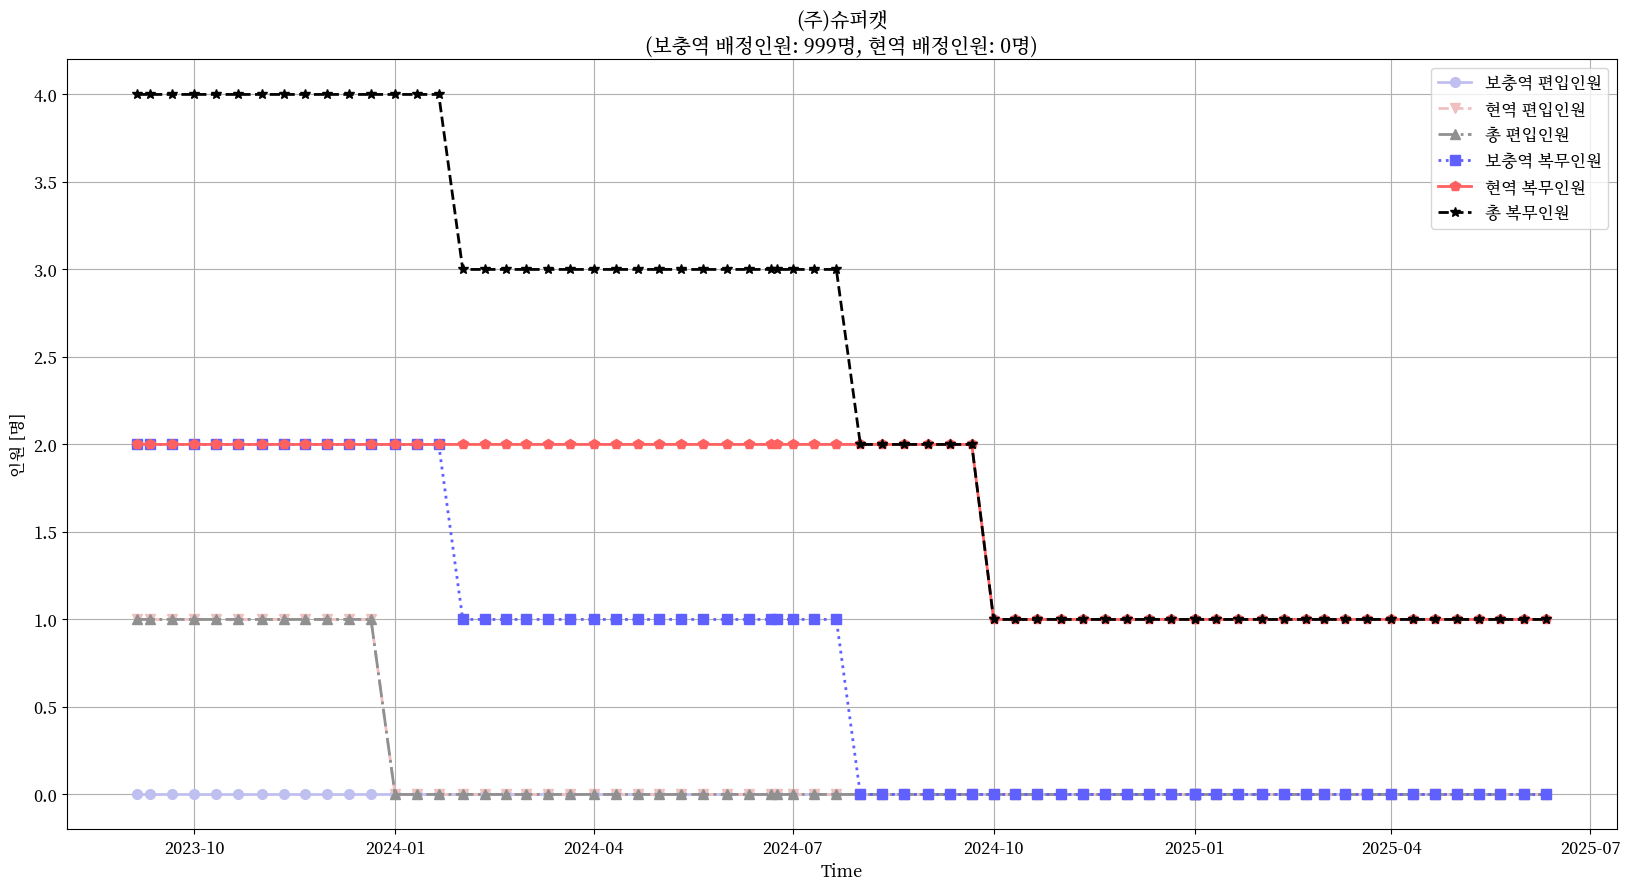 (주)슈퍼캣
(보충역 배정인원: 999명, 현역 배정인원: 0명)
보충역 편입인원
현역 편입인원
총 편입인원
보충역 복무인원
현역 복무인원
총 복무인원
인원 [명]
4.0
3.5
3.0
2.5
2.0
1.5
1.0
0.5
0.0
2023-10 2024-01 2024-04 2024-07 2024-10 2025-01 2025-04 2025-07
Time